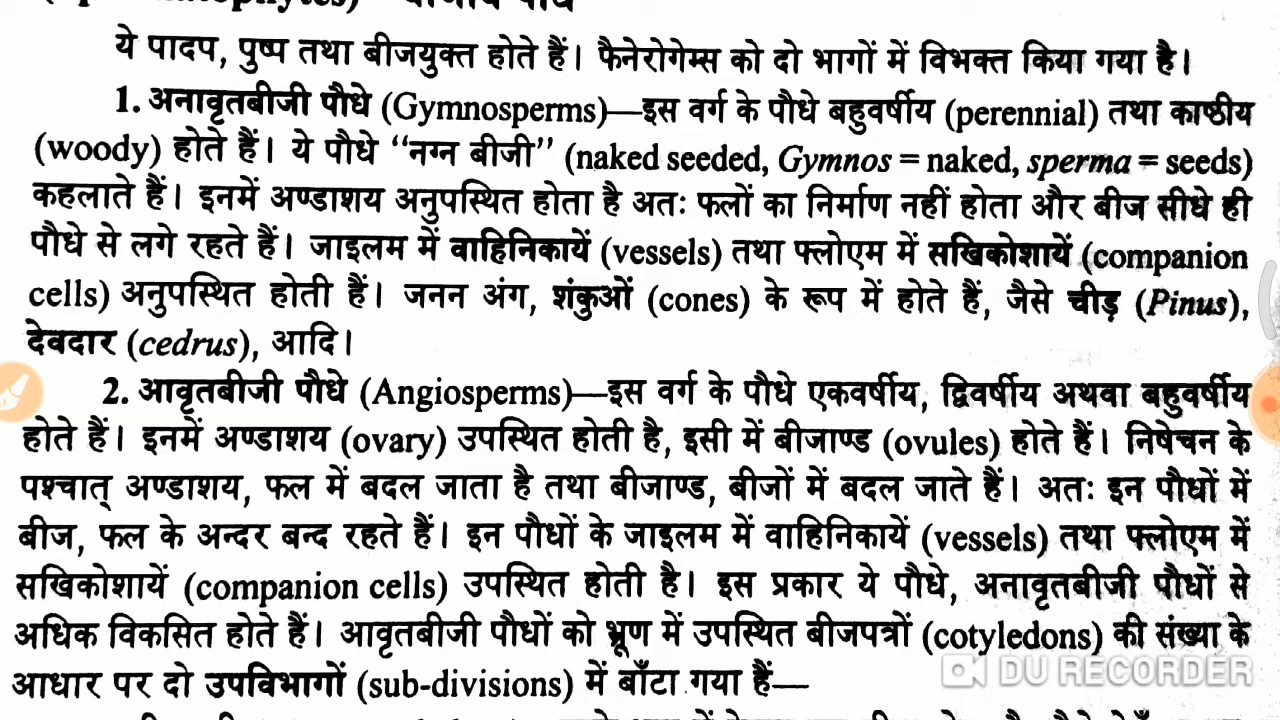 ये पादप, पुष्प तथा बीजयुक्त होते हैं। फैनेरोगेम्स को दो भागों में विभक्त किया गया है।
1. अनावृतबीजी पौधे (Gymnosperms)—इस वर्ग के पौधे बहुवर्षीय (perennial) तथा काष्ठीय
(woody) होते हैं। ये पौधे “नग्न बीजी” (naked seeded, Gymnos = naked, sperma = seeds)
कहलाते हैं। इनमें अण्डाशय अनुपस्थित होता है अतः फलों का निर्माण नहीं होता और बीज सीधे ही
पौधे से लगे रहते हैं। जाइलम में वाहिनिकायें (vessels) तथा फ्लोएम में सखिकोशायें (companion
cells) अनुपस्थित होती हैं। जनन अंग, शंकुओं (cones) के रूप में होते हैं, जैसे चीड़ (Pinus),
देवदार (cedrus), आदि।
2. आवृतबीजी पौधे (Angiosperms)—इस वर्ग के पौधे एकवर्षीय, द्विवर्षीय अथवा बहुवर्षीय
होते हैं। इनमें अण्डाशय (ovary) उपस्थित होती है, इसी में बीजाण्ड (ovules) होते हैं। निषेचन के
पश्चात् अण्डाशय, फल में बदल जाता है तथा बीजाण्ड, बीजों में बदल जाते हैं। अतः इन पौधों में
बीज, फल के अन्दर बन्द रहते हैं। इन पौधों के जाइलम में वाहिनिकायें (vessels) तथा फ्लोएम में
सखिकोशायें (companion cells) उपस्थित होती है। इस प्रकार ये पौधे, अनावृतबीजी पौधों से
अधिक विकसित होते हैं। आवृतबीजी पौधों को भ्रूण में उपस्थित बीजपत्रों (cotyledons) की संख्या के
आधार पर दो उपविभागों (sub-divisions) में बाँटा गया हैं—
DU RECORDER